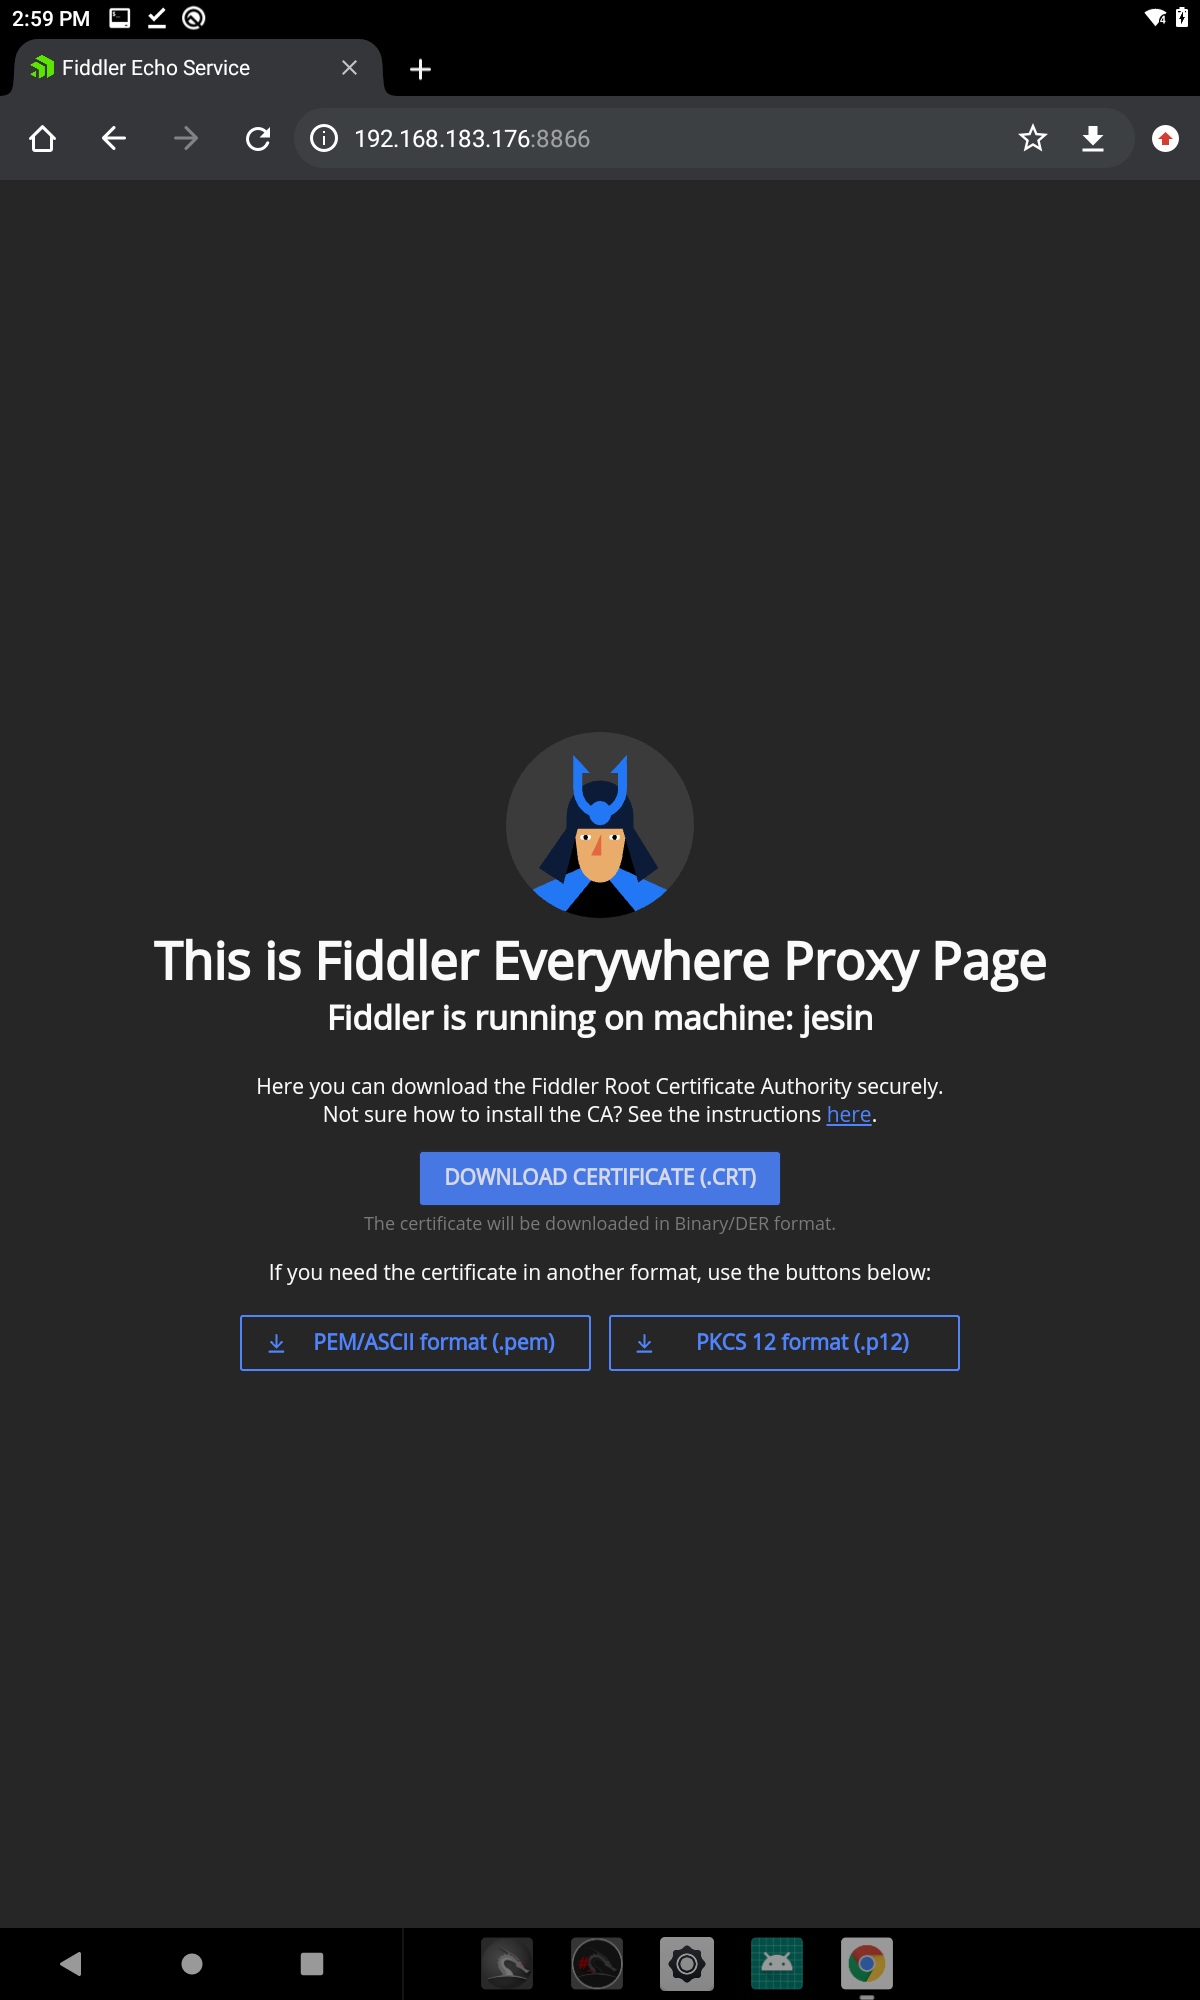 2:59 PM
Fiddler Echo Service
192.168.183.176:8866
This is Fiddler Everywhere Proxy Page
Fiddler is running on machine: jesin
Here you can download the Fiddler Root Certificate Authority securely.
Not sure how to install the CA? See the instructions here.
DOWNLOAD CERTIFICATE (.CRT)
The certificate will be downloaded in Binary/DER format.
If you need the certificate in another format, use the buttons below:
PEM/ASCII format (.pem)
PKCS 12 format (.p12)